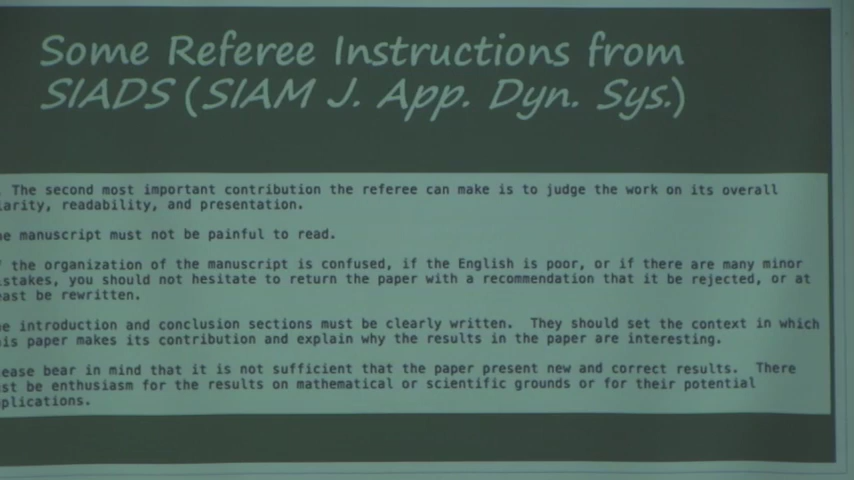 Some Referee Instructions from
SIADS (SIAM J. App. Dyn. Sys.)
. The second most important contribution the referee can make is to judge the work on its overall
larity, readability, and presentation.
he manuscript must not be painful to read.
f the organization of the manuscript is confused, if the English is poor, or if there are many minor
istakes, you should not hesitate to return the paper with a recommendation that it be rejected, or at
east be rewritten.
he introduction and conclusion sections must be clearly written. They should set the context in which
his paper makes its contribution and explain why the results in the paper are interesting.
ease bear in mind that it is not sufficient that the paper present new and correct results. There
ust be enthusiasm for the results on mathematical or scientific grounds or for their potential
plications.